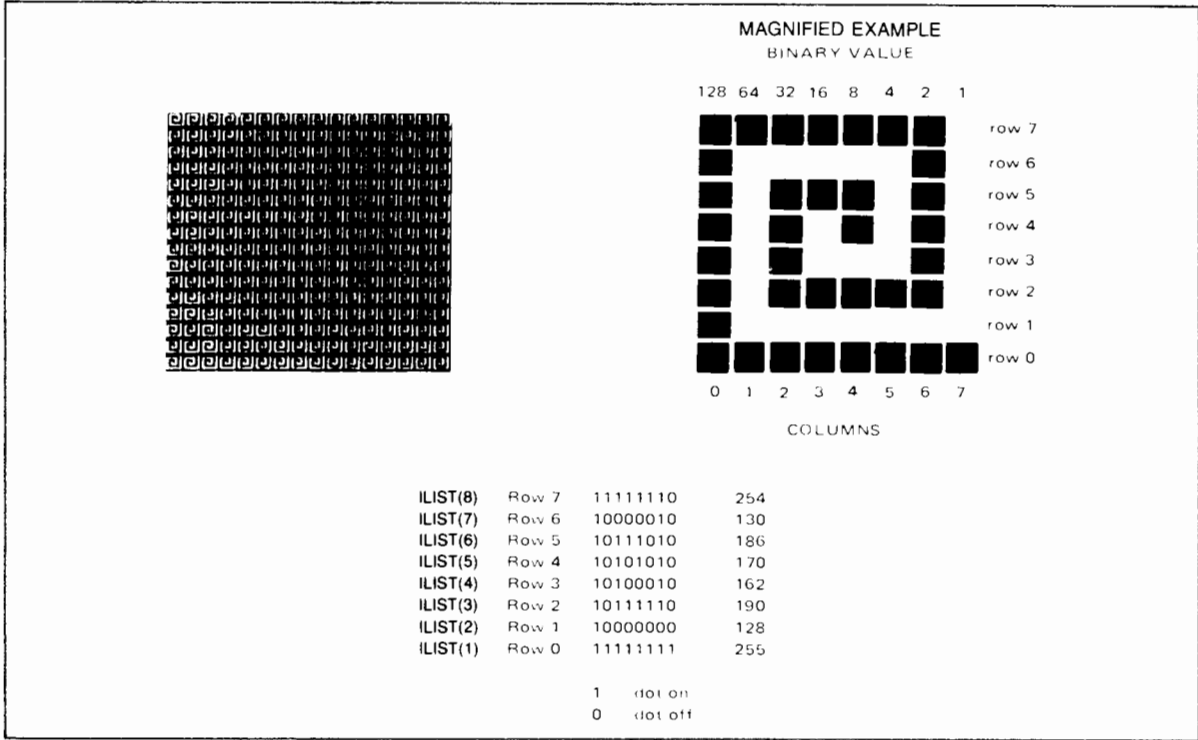 MAGNIFIED EXAMPLE
BINARY VALUE
128 64 32 16 8 4 2 1
row 7
row 6
row 5
row 4
row 3
row 2
row 1
row 0
0 1 2 3 4 5 6 7
COLUMNS
ILIST(8) Row 7 11111110 254
ILIST(7) Row 6 10000010 130
ILIST(6) Row 5 10111010 186
ILIST(5) Row 4 10101010 170
ILIST(4) Row 3 10100010 162
ILIST(3) Row 2 10111110 190
ILIST(2) Row 1 10000000 128
ILIST(1) Row 0 11111111 255
1 dot on
0 dot off